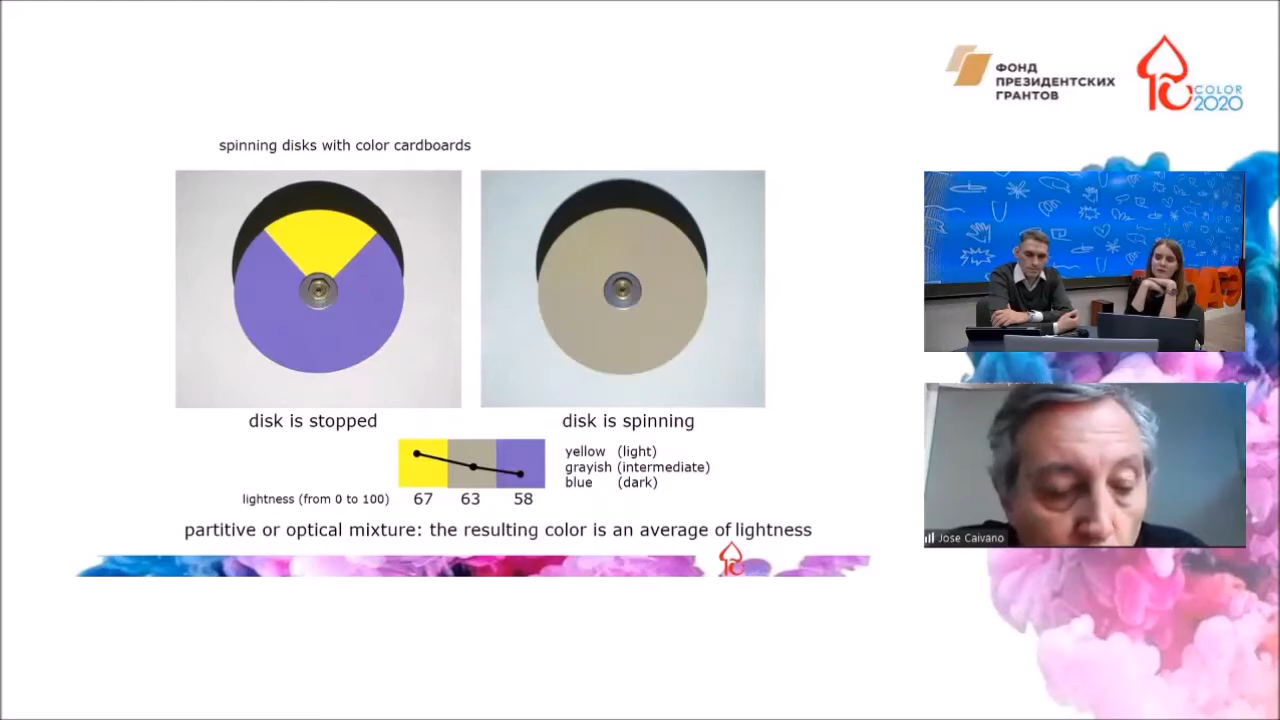 ФОНД
ПРЕЗИДЕНТСКИХ
ГРАНТОВ
COLOR
2020
spinning disks with color cardboards
disk is stopped
disk is spinning
yellow (light)
grayish (intermediate)
blue (dark)
lightness (from 0 to 100) 67 63 58
partitive or optical mixture: the resulting color is an average of lightness
Jose Caivano